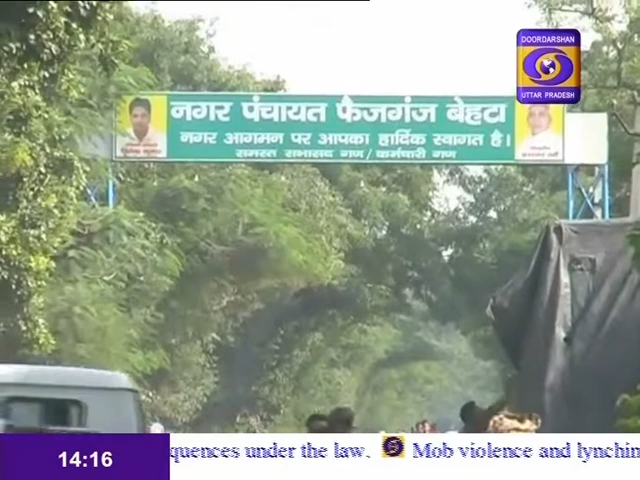 DOORDARSHAN
UTTAR PRADESH
नगर पंचायत फैजगंज बेहटा
नगर आगमन पर आपका हार्दिक स्वागत है।
समस्त सभासद गण/कर्मचारी गण
14:16
quences under the law. Mob violence and lynchin